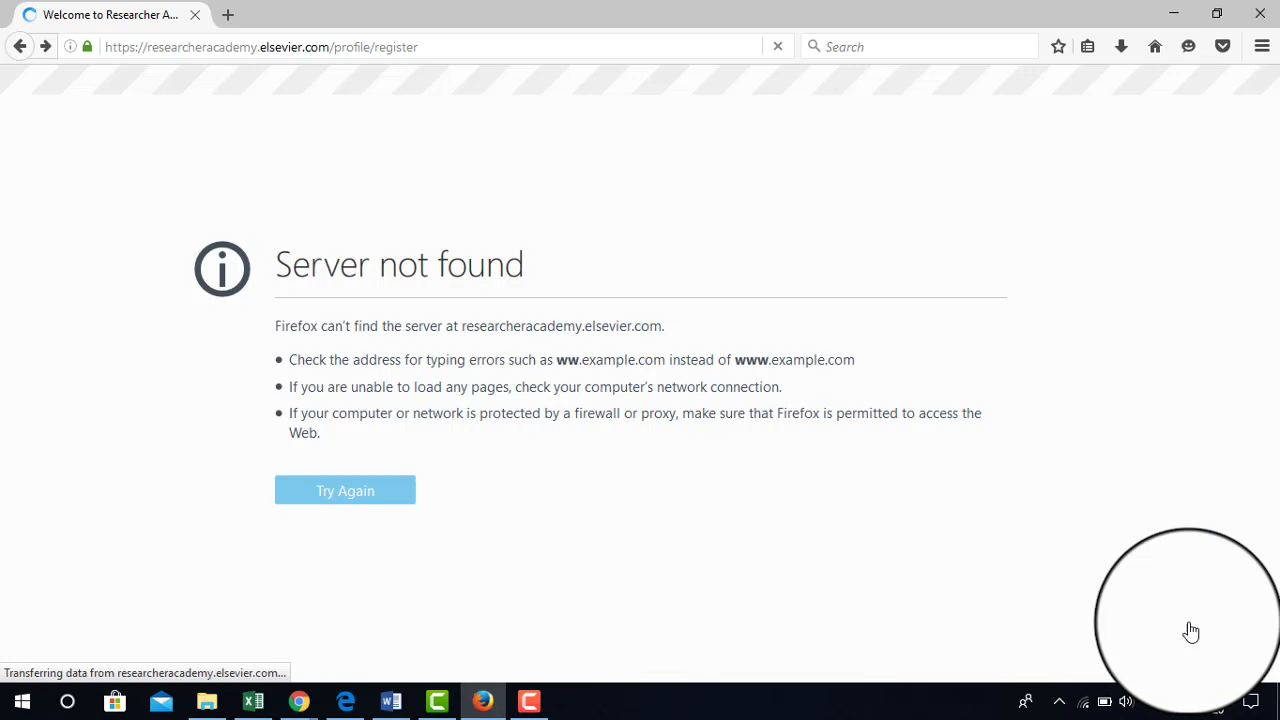 Welcome to Researcher A...
https://researcheracademy.elsevier.com/profile/register
Search
Server not found
Firefox can't find the server at researcheracademy.elsevier.com.
Check the address for typing errors such as ww.example.com instead of www.example.com
If you are unable to load any pages, check your computer's network connection.
If your computer or network is protected by a firewall or proxy, make sure that Firefox is permitted to access the
Web.
Try Again
Transferring data from researcheracademy.elsevier.com...